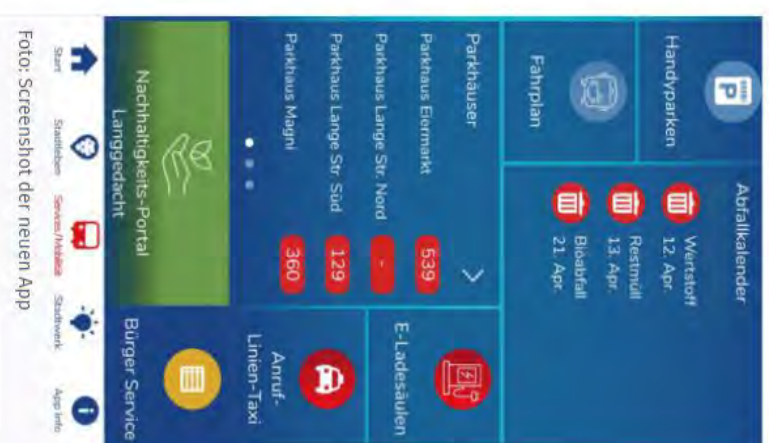 Handyparken
Abfallkalender
Wertstoff
12. Apr.
Restmüll
13. Apr.
Bioabfall
21. Apr.
Fahrplan
Parkhäuser
Parkhaus Eiermarkt 539
Parkhaus Lange Str. Nord -
Parkhaus Lange Str. Süd 129
Parkhaus Magni 360
E-Ladesäulen
Anruf-
Linien-Taxi
Nachhaltigkeits-Portal
Langgedacht
Bürger Service
Start
Stadtleben
Services/Mobilität
Stadtwerk
App Info
Foto: Screenshot der neuen App